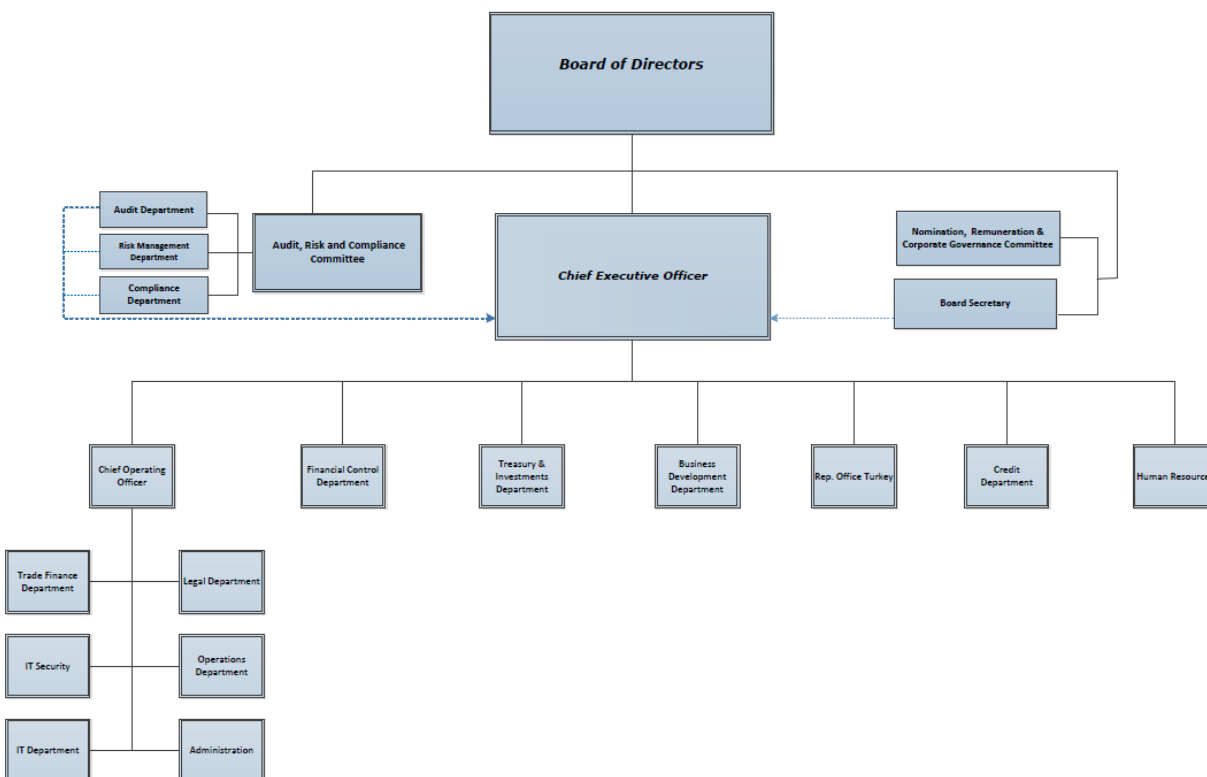 Board of Directors
Audit Department
Risk Management
Department
Compliance
Department
Audit, Risk and Compliance
Committee
Chief Executive Officer
Nomination, Remuneration &
Corporate Governance Committee
Board Secretary
Chief Operating
Officer
Financial Control
Department
Treasury &
Investments
Department
Business
Development
Department
Rep. Office Turkey
Credit
Department
Human Resource
Trade Finance
Department
Legal Department
IT Security
Operations
Department
IT Department
Administration